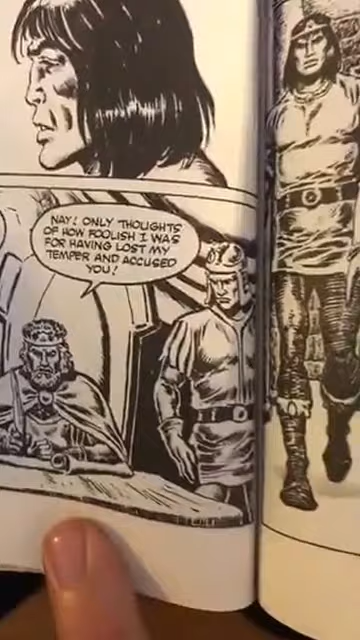 NAY! ONLY THOUGHTS
OF HOW FOOLISH I WAS
FOR HAVING LOST MY
TEMPER AND ACCUSED
YOU!